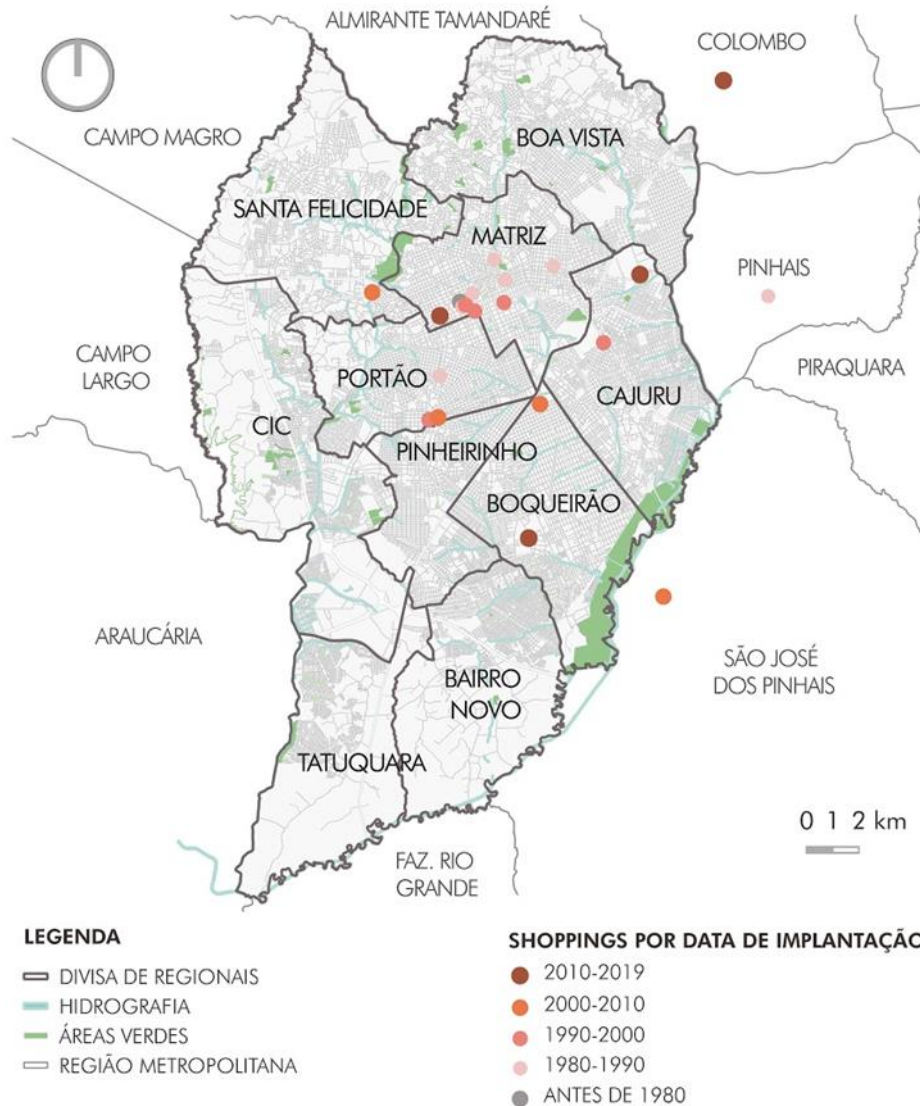 ALMIRANTE TAMANDARÉ
COLOMBO
CAMPO MAGRO
BOA VISTA
SANTA FELICIDADE
MATRIZ
PINHAIS
CAMPO
LARGO
PORTÃO
PIRAQUARA
CAJURU
CIC
PINHEIRINHO
BOQUEIRÃO
ARAUCÁRIA
SÃO JOSÉ
DOS PINHAIS
BAIRRO
NOVO
TATUQUARA
0 1 2 km
FAZ. RIO
GRANDE
LEGENDA
DIVISA DE REGIONAIS
HIDROGRAFIA
ÁREAS VERDES
REGIÃO METROPOLITANA
SHOPPINGS POR DATA DE IMPLANTAÇÃO
2010-2019
2000-2010
1990-2000
1980-1990
ANTES DE 1980